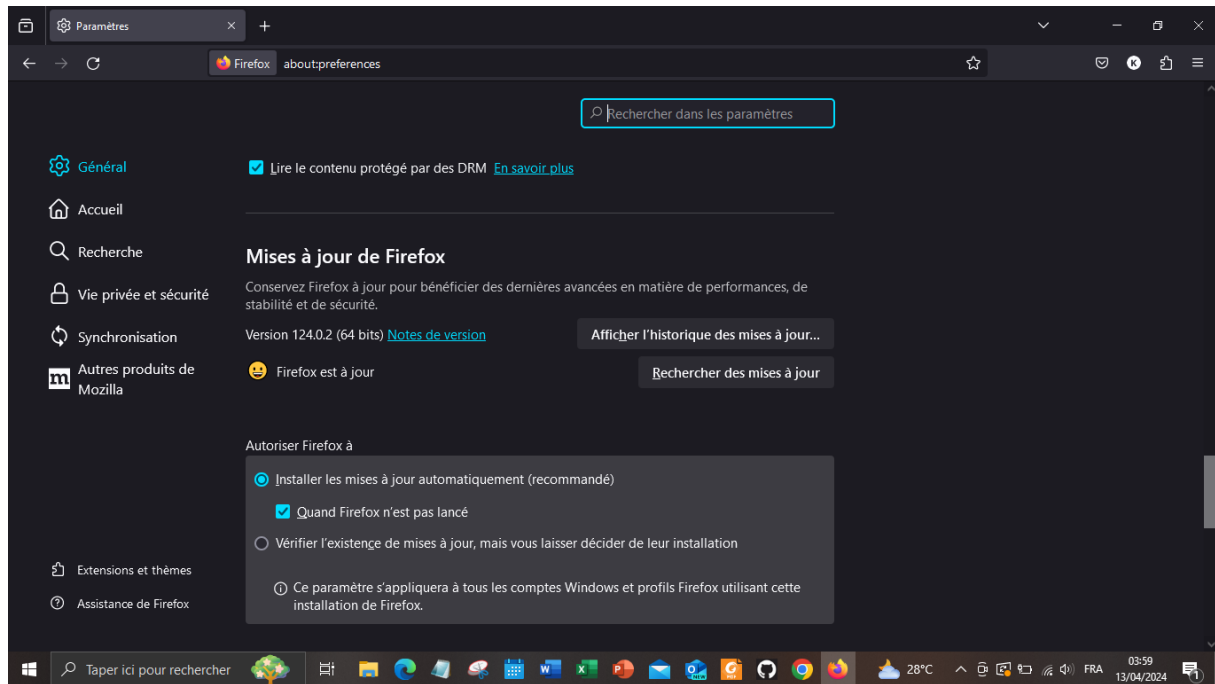 Paramètres
Firefox about:preferences
K
Rechercher dans les paramètres
Général
Accueil
Recherche
Vie privée et sécurité
Synchronisation
m
Autres produits de
Mozilla
Extensions et thèmes
Assistance de Firefox
Lire le contenu protégé par des DRM En savoir plus
Mises à jour de Firefox
Conservez Firefox à jour pour bénéficier des dernières avancées en matière de performances, de
stabilité et de sécurité.
Version 124.0.2 (64 bits) Notes de version
Afficher l’historique des mises à jour...
Firefox est à jour
Rechercher des mises à jour
Autoriser Firefox à
Installer les mises à jour automatiquement (recommandé)
Quand Firefox n’est pas lancé
Vérifier l’existence de mises à jour, mais vous laisser décider de leur installation
Ce paramètre s’appliquera à tous les comptes Windows et profils Firefox utilisant cette
installation de Firefox.
Taper ici pour rechercher
28°C
FRA
03:59
13/04/2024
1